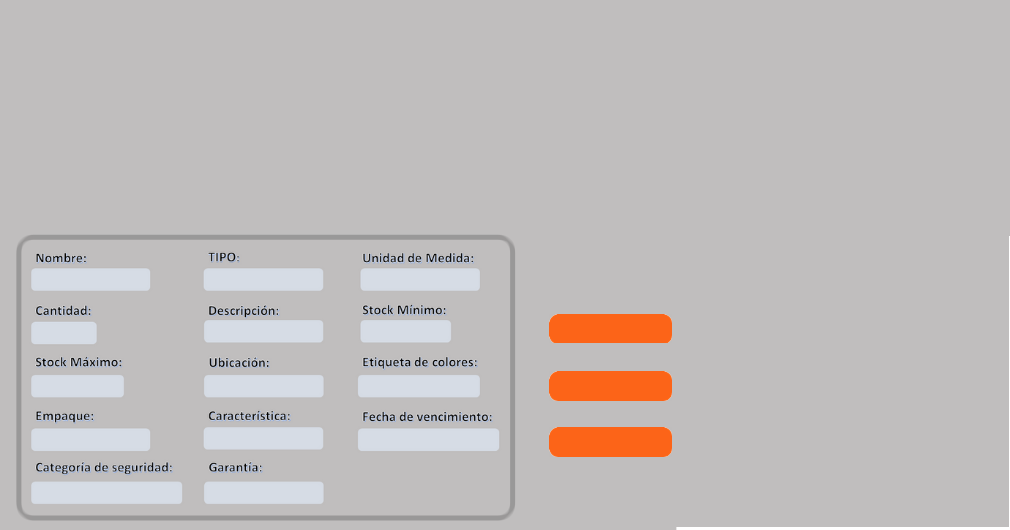 Nombre:
TIPO:
Unidad de Medida:
Cantidad:
Descripción:
Stock Mínimo:
Stock Máximo:
Ubicación:
Etiqueta de colores:
Empaque:
Característica:
Fecha de vencimiento:
Categoría de seguridad:
Garantía: